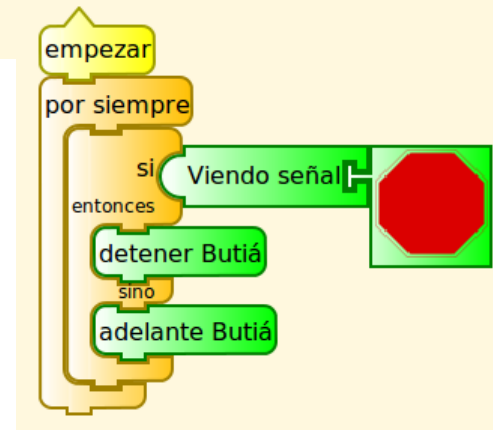 empezar
por siempre
si
Viendo señal
entonces
detener Butiá
sino
adelante Butiá